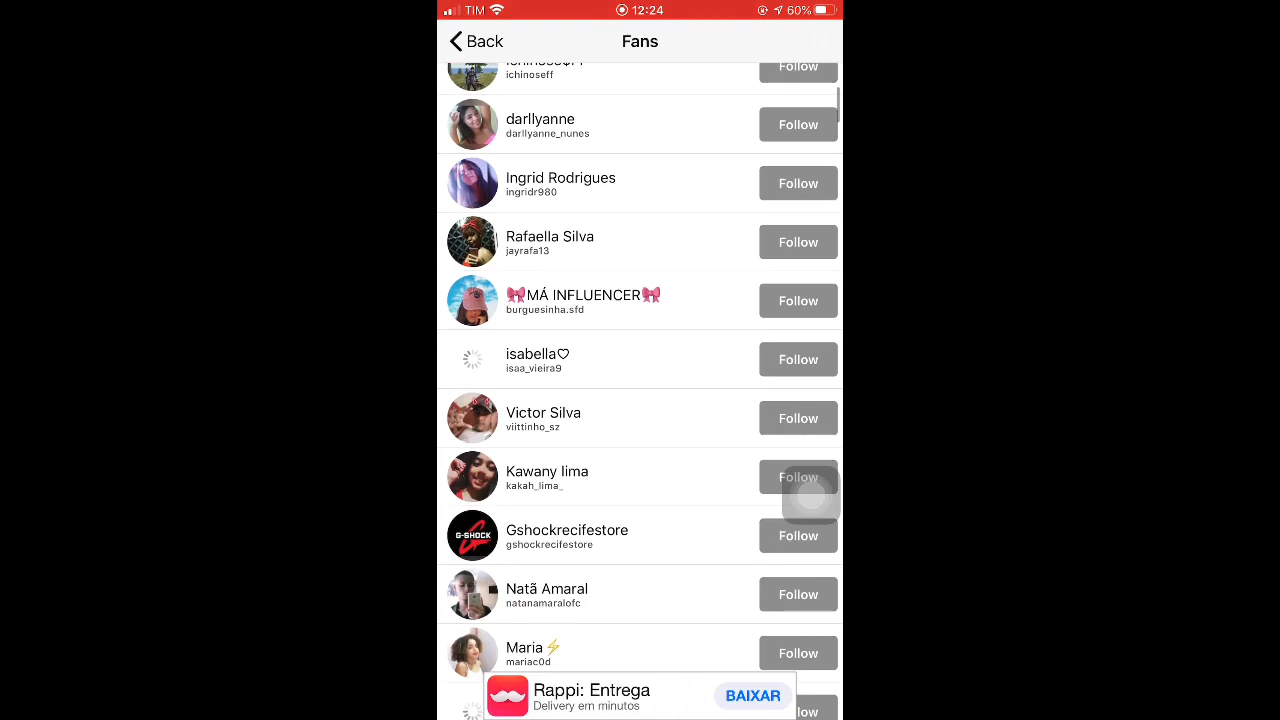 TIM 12:24 60%
Back Fans
ichinoseff Follow
darllyanne
darllyanne_nunes Follow
Ingrid Rodrigues
ingridr980 Follow
Rafaella Silva
jayrafa13 Follow
🎀MÁ INFLUENCER🎀
burguesinha.sfd Follow
isabella♡
isaa_vieira9 Follow
Victor Silva
viittinho_sz Follow
Kawany lima
kakah_lima_ Follow
G-SHOCK
Gshockrecifestore
gshockrecifestore Follow
Natã Amaral
natanamaralofc Follow
Maria⚡
mariac0d Follow
Rappi: Entrega
Delivery em minutos
BAIXAR